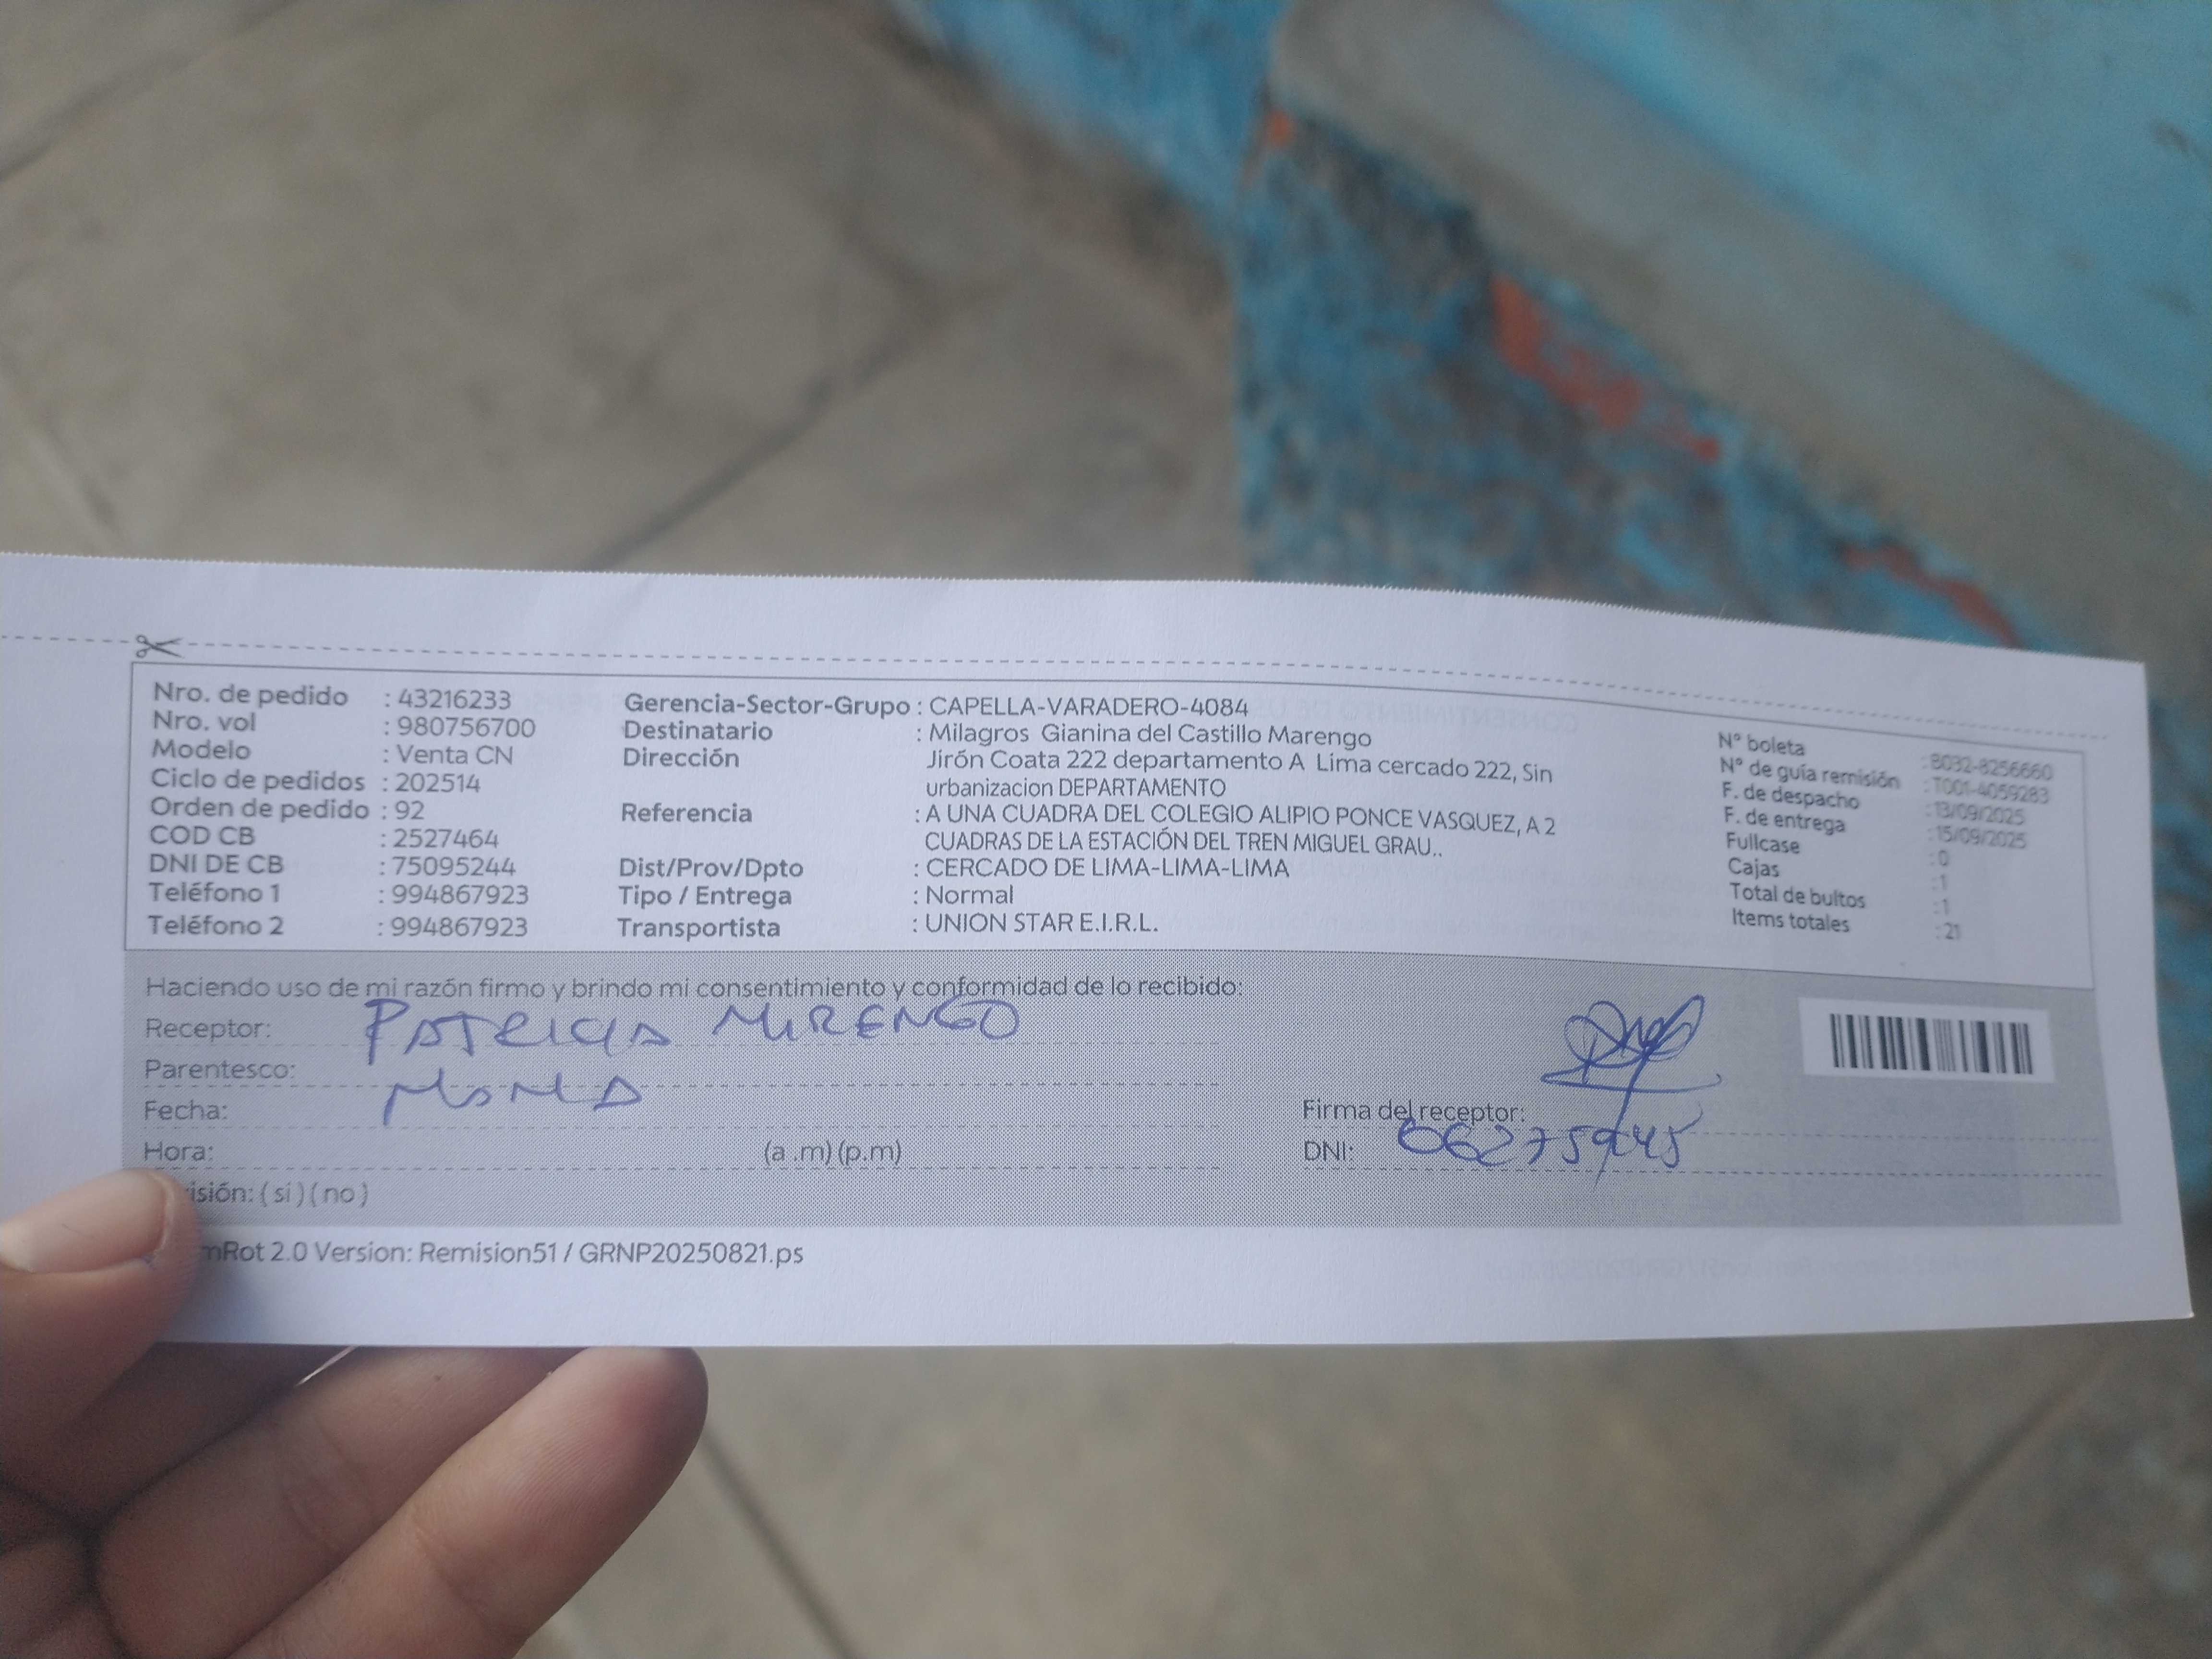 Nro. de pedido : 43216233
Nro. vol : 980756700
Modelo : Venta CN
Ciclo de pedidos : 202514
Orden de pedido : 92
COD CB : 2527464
DNI DE CB : 75095244
Teléfono 1 : 994867923
Teléfono 2 : 994867923
Gerencia-Sector-Grupo : CAPELLA-VARADERO-4084
Destinatario : Milagros Gianina del Castillo Marengo
Dirección Jirón Coata 222 departamento A Lima cercado 222, Sin
urbanizacion DEPARTAMENTO
Referencia : A UNA CUADRA DEL COLEGIO ALIPIO PONCE VASQUEZ, A 2
CUADRAS DE LA ESTACIÓN DEL TREN MIGUEL GRAU..
Dist/Prov/Dpto : CERCADO DE LIMA-LIMA-LIMA
Tipo / Entrega : Normal
Transportista : UNION STAR E.I.R.L.
N° boleta : B032-8256660
N° de guía remisión : T001-4059283
F. de despacho : 13/09/2025
F. de entrega : 15/09/2025
Fullcase : 0
Cajas : 1
Total de bultos : 1
Items totales : 21
Haciendo uso de mi razón firmo y brindo mi consentimiento y conformidad de lo recibido:
Receptor: PATRICIA MIRENGO
Parentesco: MAMA
Fecha:
Hora: (a .m) (p.m)
isión: ( si ) ( no )
Firma del receptor:
DNI:
mRot 2.0 Version: Remision51 / GRNP20250821.ps